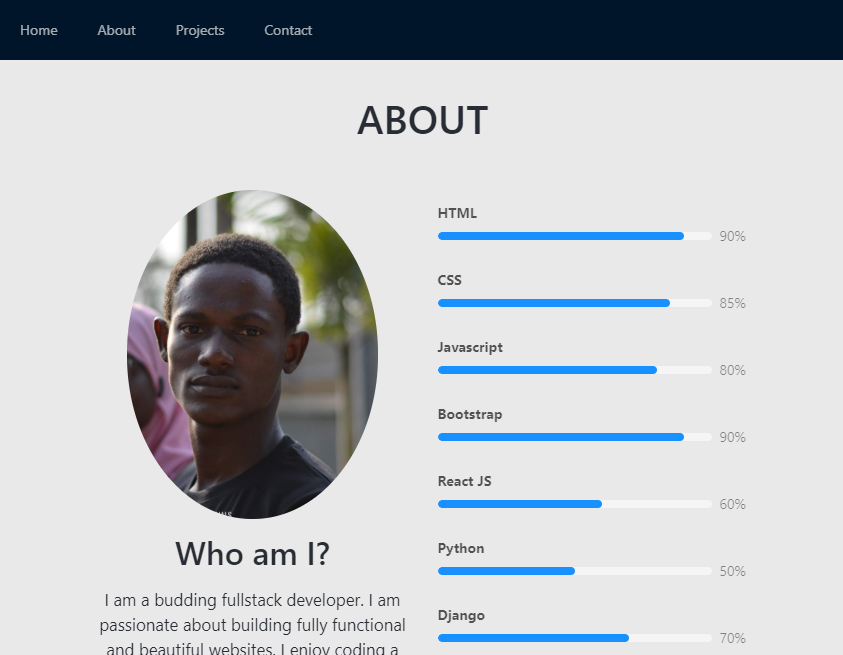 Home About Projects Contact
ABOUT
HTML
90%
CSS
85%
Javascript
80%
Bootstrap
90%
React JS
60%
Python
50%
Django
70%
Who am I?
I am a budding fullstack developer. I am
passionate about building fully functional
and beautiful websites. I enjoy coding a